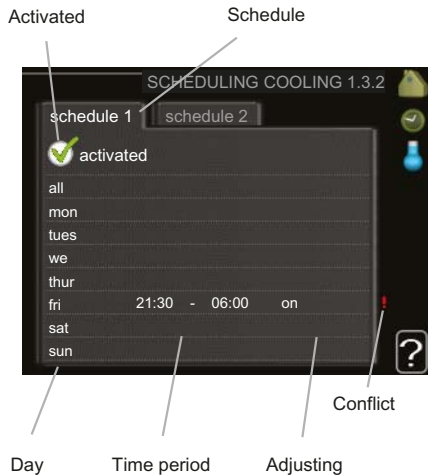 Activated Schedule
SCHEDULING COOLING 1.3.2
schedule 1 schedule 2
activated
all
mon
tues
we
thur
fri 21:30 - 06:00 on !
sat
sun
?
Conflict
Day Time period Adjusting